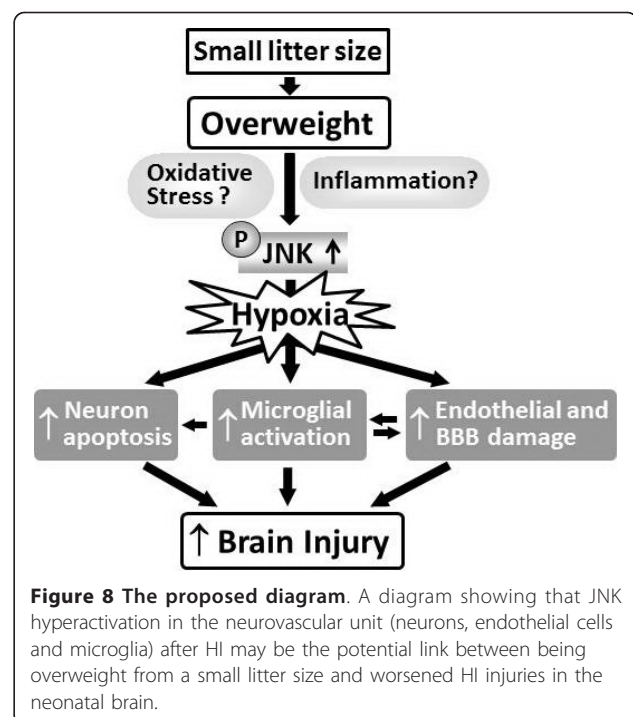 Small litter size
Overweight
Oxidative
Stress ?
Inflammation?
P
JNK ↑
Hypoxia
↑ Neuron
apoptosis
↑ Microglial
activation
↑ Endothelial and
BBB damage
↑ Brain Injury
Figure 8 The proposed diagram. A diagram showing that JNK
hyperactivation in the neurovascular unit (neurons, endothelial cells
and microglia) after HI may be the potential link between being
overweight from a small litter size and worsened HI injuries in the
neonatal brain.